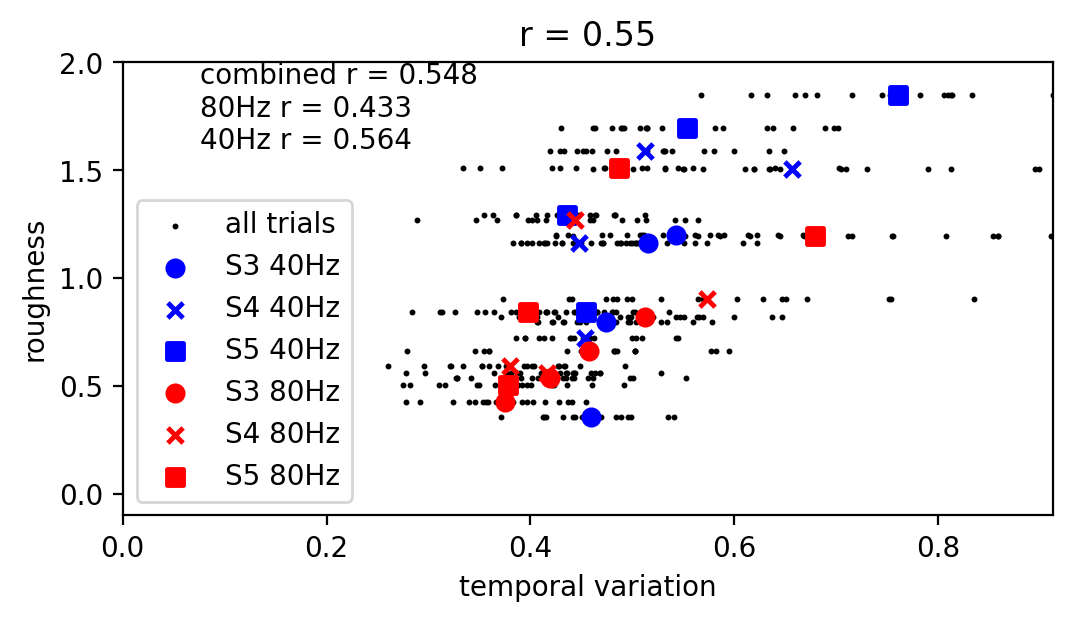 r = 0.55
combined r = 0.548
80Hz r = 0.433
40Hz r = 0.564
all trials
S3 40Hz
S4 40Hz
S5 40Hz
S3 80Hz
S4 80Hz
S5 80Hz
roughness
2.0
1.5
1.0
0.5
0.0
0.0 0.2 0.4 0.6 0.8
temporal variation